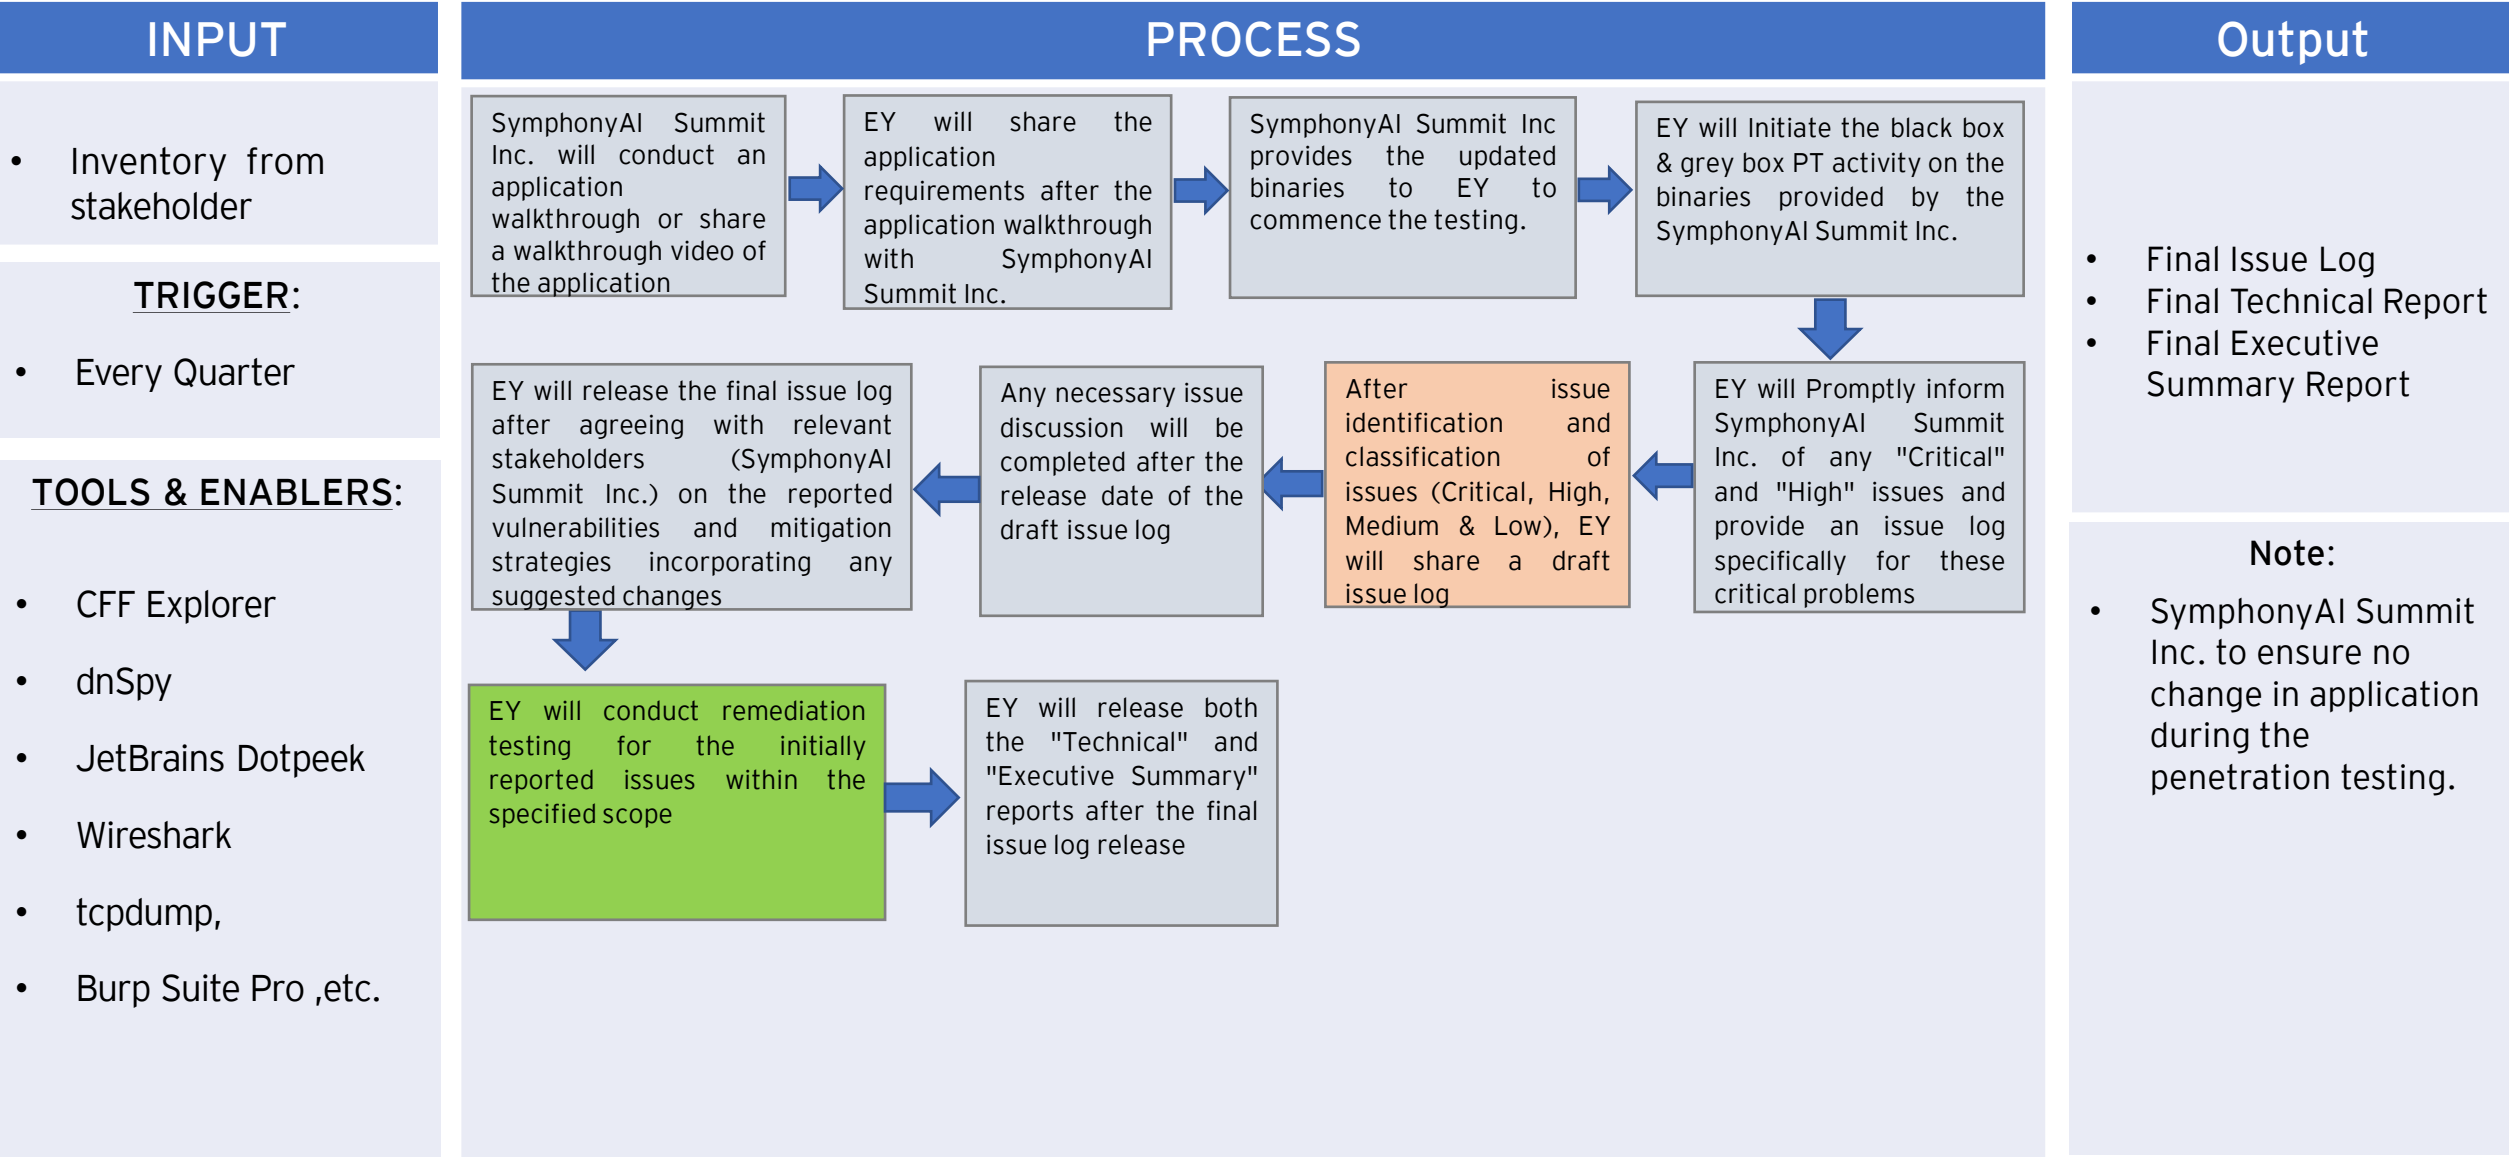 INPUT
• Inventory from
stakeholder
TRIGGER:
• Every Quarter
TOOLS & ENABLERS:
• CFF Explorer
• dnSpy
• JetBrains Dotpeek
• Wireshark
• tcpdump,
• Burp Suite Pro ,etc.
PROCESS
SymphonyAI Summit
Inc. will conduct an
application
walkthrough or share
a walkthrough video of
the application
EY will share the
application
requirements after the
application walkthrough
with SymphonyAI
Summit Inc.
SymphonyAI Summit Inc
provides the updated
binaries to EY to
commence the testing.
EY will Initiate the black box
& grey box PT activity on the
binaries provided by the
SymphonyAI Summit Inc.
EY will Promptly inform
SymphonyAI Summit
Inc. of any "Critical"
and "High" issues and
provide an issue log
specifically for these
critical problems
After issue
identification and
classification of
issues (Critical, High,
Medium & Low), EY
will share a draft
issue log
Any necessary issue
discussion will be
completed after the
release date of the
draft issue log
EY will release the final issue log
after agreeing with relevant
stakeholders (SymphonyAI
Summit Inc.) on the reported
vulnerabilities and mitigation
strategies incorporating any
suggested changes
EY will conduct remediation
testing for the initially
reported issues within the
specified scope
EY will release both
the "Technical" and
"Executive Summary"
reports after the final
issue log release
Output
• Final Issue Log
• Final Technical Report
• Final Executive
Summary Report
Note:
• SymphonyAI Summit
Inc. to ensure no
change in application
during the
penetration testing.